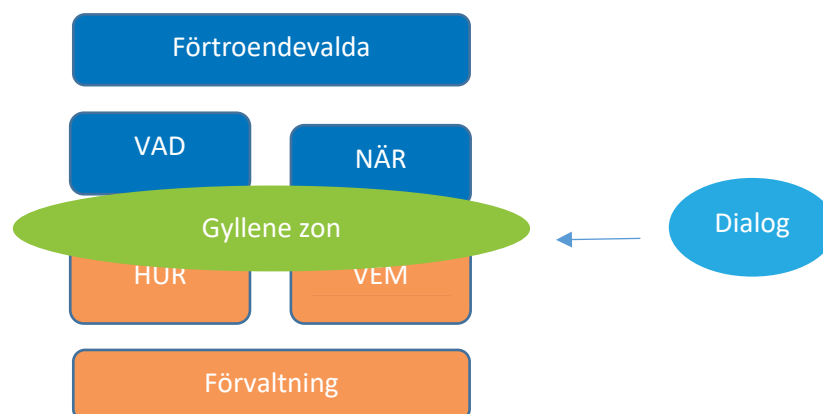 Förtroendevalda
VAD
NÄR
Gyllene zon
Dialog
HUR
VEM
Förvaltning